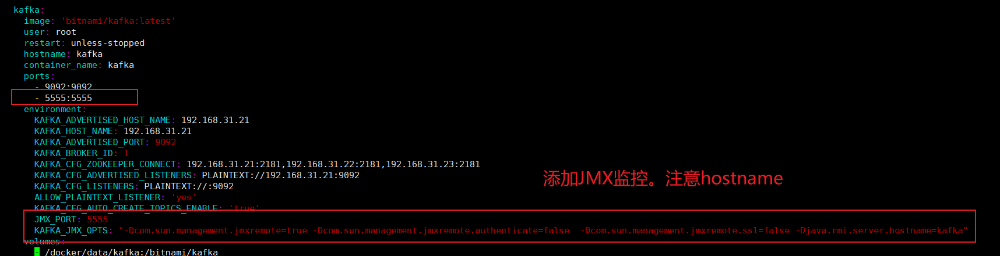 kafka:
image: 'bitnami/kafka:latest'
user: root
restart: unless-stopped
hostname: kafka
container_name: kafka
ports:
- 9092:9092
- 5555:5555
environment:
KAFKA_ADVERTISED_HOST_NAME: 192.168.31.21
KAFKA_HOST_NAME: 192.168.31.21
KAFKA_ADVERTISED_PORT: 9092
KAFKA_BROKER_ID: 1
KAFKA_CFG_ZOOKEEPER_CONNECT: 192.168.31.21:2181,192.168.31.22:2181,192.168.31.23:2181
KAFKA_CFG_ADVERTISED_LISTENERS: PLAINTEXT://192.168.31.21:9092
添加JMX监控。注意hostname
KAFKA_CFG_LISTENERS: PLAINTEXT://:9092
ALLOW_PLAINTEXT_LISTENER: 'yes'
KAFKA_CFG_AUTO_CREATE_TOPICS_ENABLE: 'true'
JMX_PORT: 5555
KAFKA_JMX_OPTS: "-Dcom.sun.management.jmxremote=true -Dcom.sun.management.jmxremote.authenticate=false  -Dcom.sun.management.jmxremote.ssl=false -Djava.rmi.server.hostname=kafka"
volumes:
- /docker/data/kafka:/bitnami/kafka